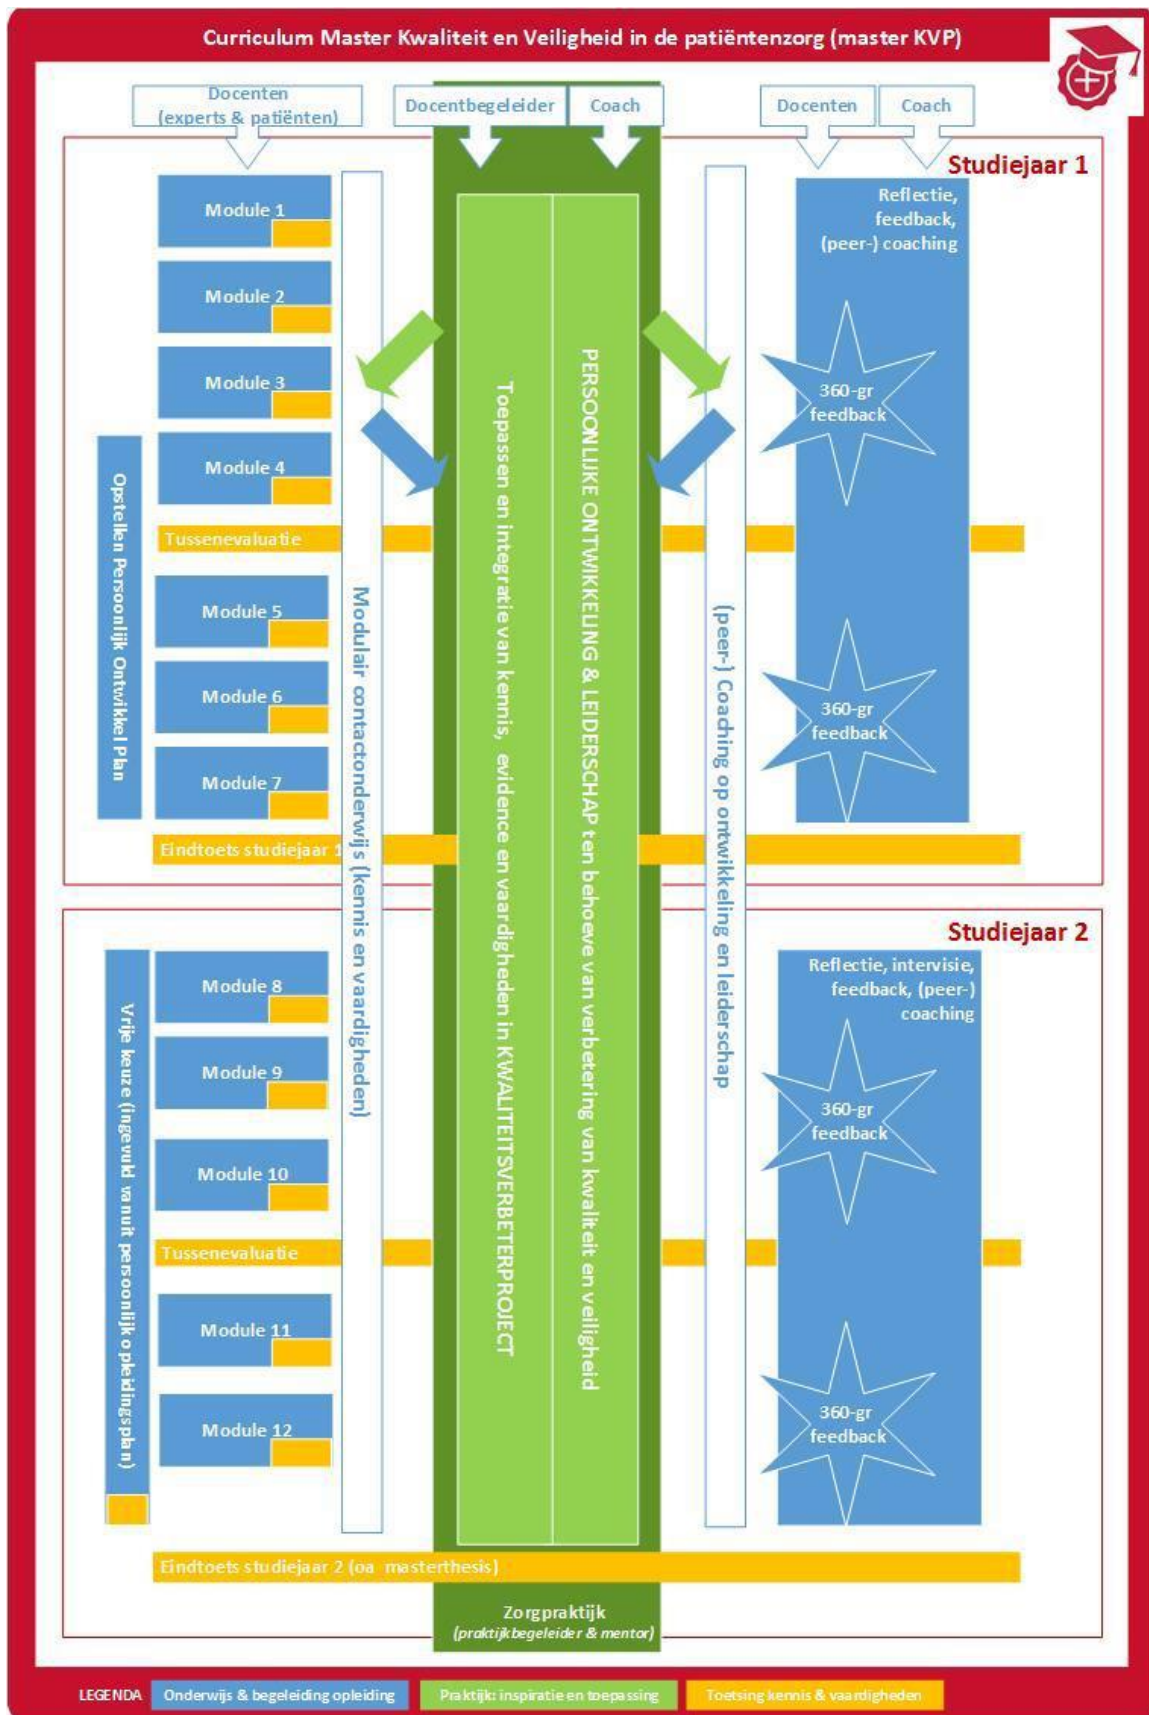 Curriculum Master Kwaliteit en Veiligheid in de patiëntenzorg (master KVP)
Docenten
(experts & patiënten)
Docentbegeleider
Coach
Docenten
Coach
Studiejaar 1
Module 1
Module 2
Module 3
Module 4
Opstellen Persoonlijk Ontwikkel Plan
Tussenevaluatie
Module 5
Module 6
Module 7
Eindtoets studiejaar 1
Modulair contactonderwijs (kennis en vaardigheden)
Toepassen en integratie van kennis, evidence en vaardigheden in KWALITEITSVERBETERPROJECT
PERSOONLIJKE ONTWIKKELING & LEIDERSCHAP ten behoeve van verbetering van kwaliteit en veiligheid
(peer-) Coaching op ontwikkeling en leiderschap
Reflectie,
feedback,
(peer-) coaching
360-gr
feedback
360-gr
feedback
Studiejaar 2
Vrije keuze (ingevuld vanuit persoonlijk opleidingsplan)
Module 8
Module 9
Module 10
Tussenevaluatie
Module 11
Module 12
Reflectie, intervisie,
feedback, (peer-)
coaching
360-gr
feedback
360-gr
feedback
Eindtoets studiejaar 2 (oa masterthesis)
Zorgpraktijk
(praktijkbegeleider & mentor)
LEGENDA
Onderwijs & begeleiding opleiding
Praktijk: inspiratie en toepassing
Toetsing kennis & vaardigheden